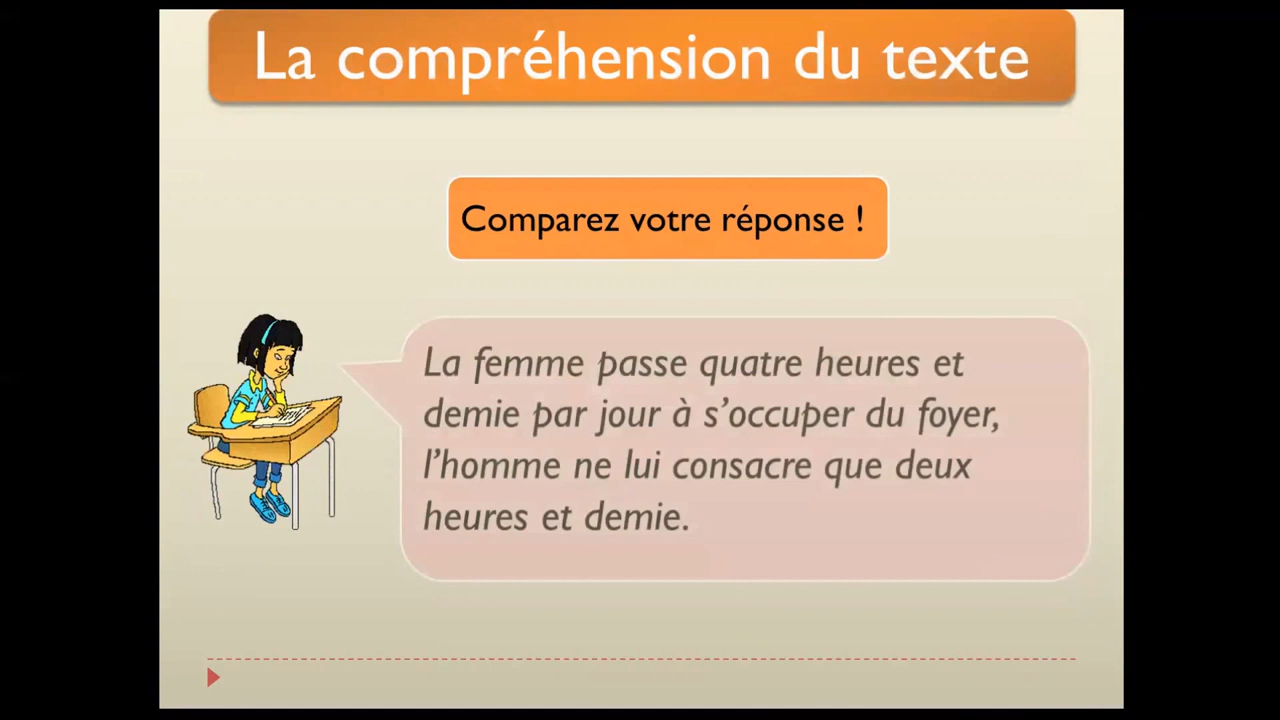 La compréhension du texte
Comparez votre réponse !
La femme passe quatre heures et
demie par jour à s’occuper du foyer,
l’homme ne lui consacre que deux
heures et demie.